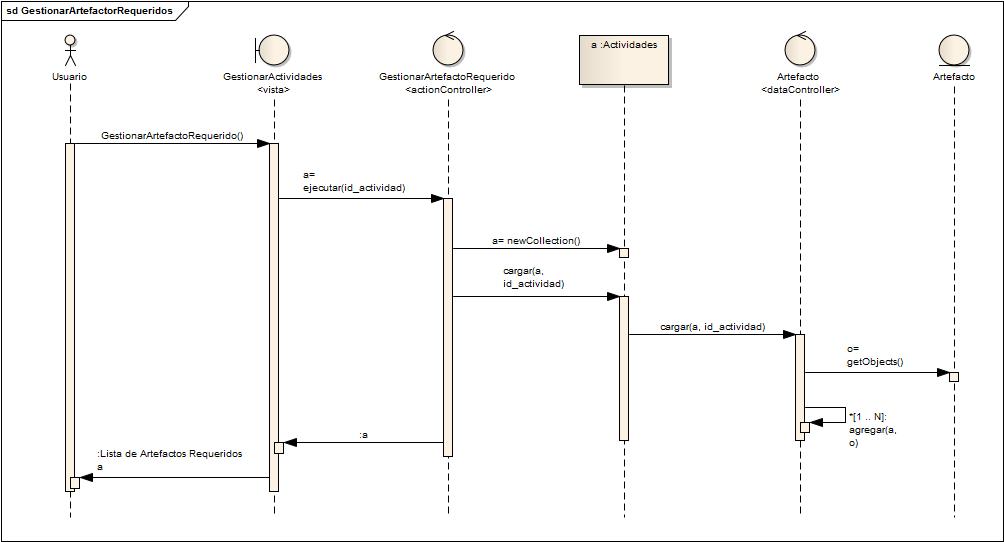 sd GestionarArtefactorRequeridos
Usuario
GestionarActividades
<vista>
GestionarArtefactoRequerido
<actionController>
a :Actividades
Artefacto
<dataController>
Artefacto
GestionarArtefactoRequerido()
a=
ejecutar(id_actividad)
a= newCollection()
cargar(a,
id_actividad)
cargar(a, id_actividad)
o=
getObjects()
*[1 .. N]:
agregar(a,
o)
:a
:Lista de Artefactos Requeridos
a